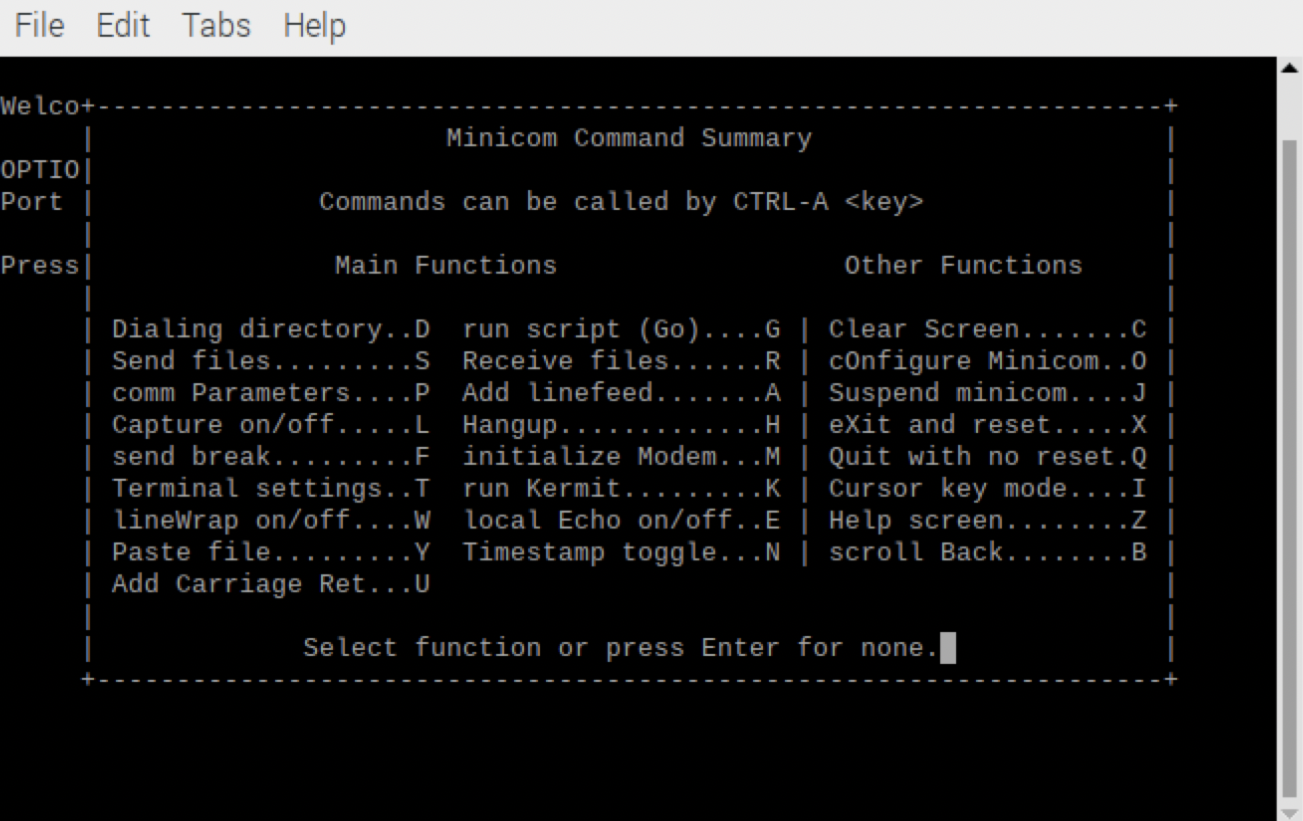 File Edit Tabs Help
Welco+-------------------------------------------------------------------+
| Minicom Command Summary |
OPTIO| |
Port | Commands can be called by CTRL-A <key> |
| |
Press| Main Functions Other Functions |
| |
| Dialing directory..D run script (Go)....G | Clear Screen.......C |
| Send files.........S Receive files......R | cOnfigure Minicom..O |
| comm Parameters....P Add linefeed.......A | Suspend minicom....J |
| Capture on/off.....L Hangup.............H | eXit and reset.....X |
| send break.........F initialize Modem...M | Quit with no reset.Q |
| Terminal settings..T run Kermit.........K | Cursor key mode....I |
| lineWrap on/off....W local Echo on/off..E | Help screen........Z |
| Paste file.........Y Timestamp toggle...N | scroll Back........B |
| Add Carriage Ret...U |
| |
| Select function or press Enter for none. |
+-------------------------------------------------------------------+